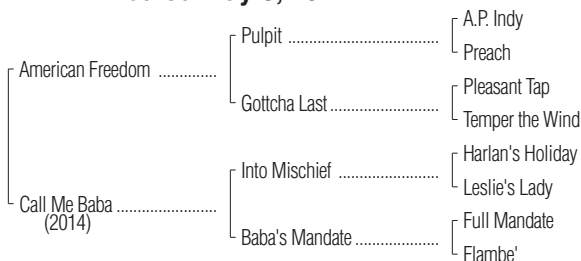 American Freedom ..............
Pulpit ........................................
A.P. Indy
Preach
Gottcha Last .............................
Pleasant Tap
Temper the Wind
Call Me Baba ..........................
(2014)
Into Mischief ...........................
Harlan's Holiday
Leslie's Lady
Baba's Mandate ......................
Full Mandate
Flambe'